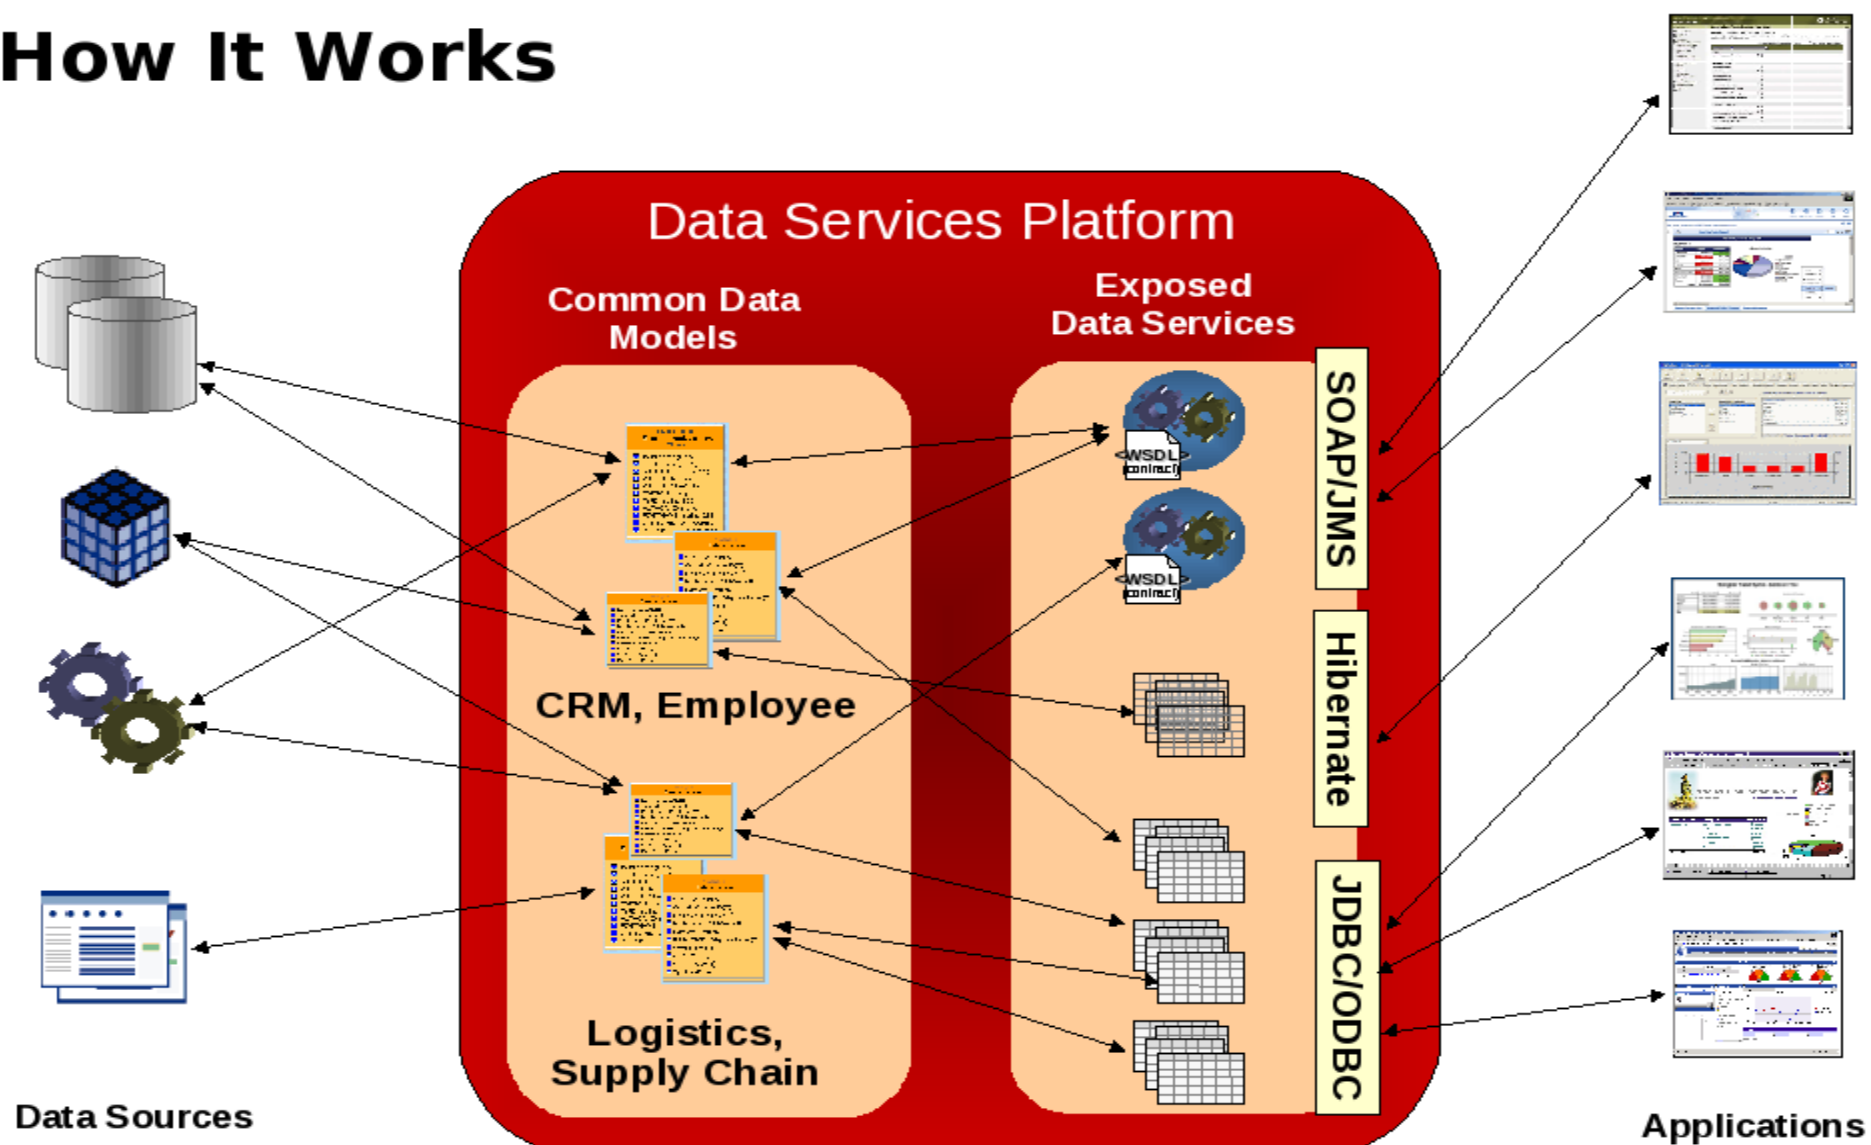 How It Works
Data Services Platform
Common Data
Models
Exposed
Data Services
<WSDL>
(contract)
<WSDL>
(contract)
SOAP/JMS
Hibernate
JDBC/ODBC
CRM, Employee
Logistics,
Supply Chain
Data Sources
Applications